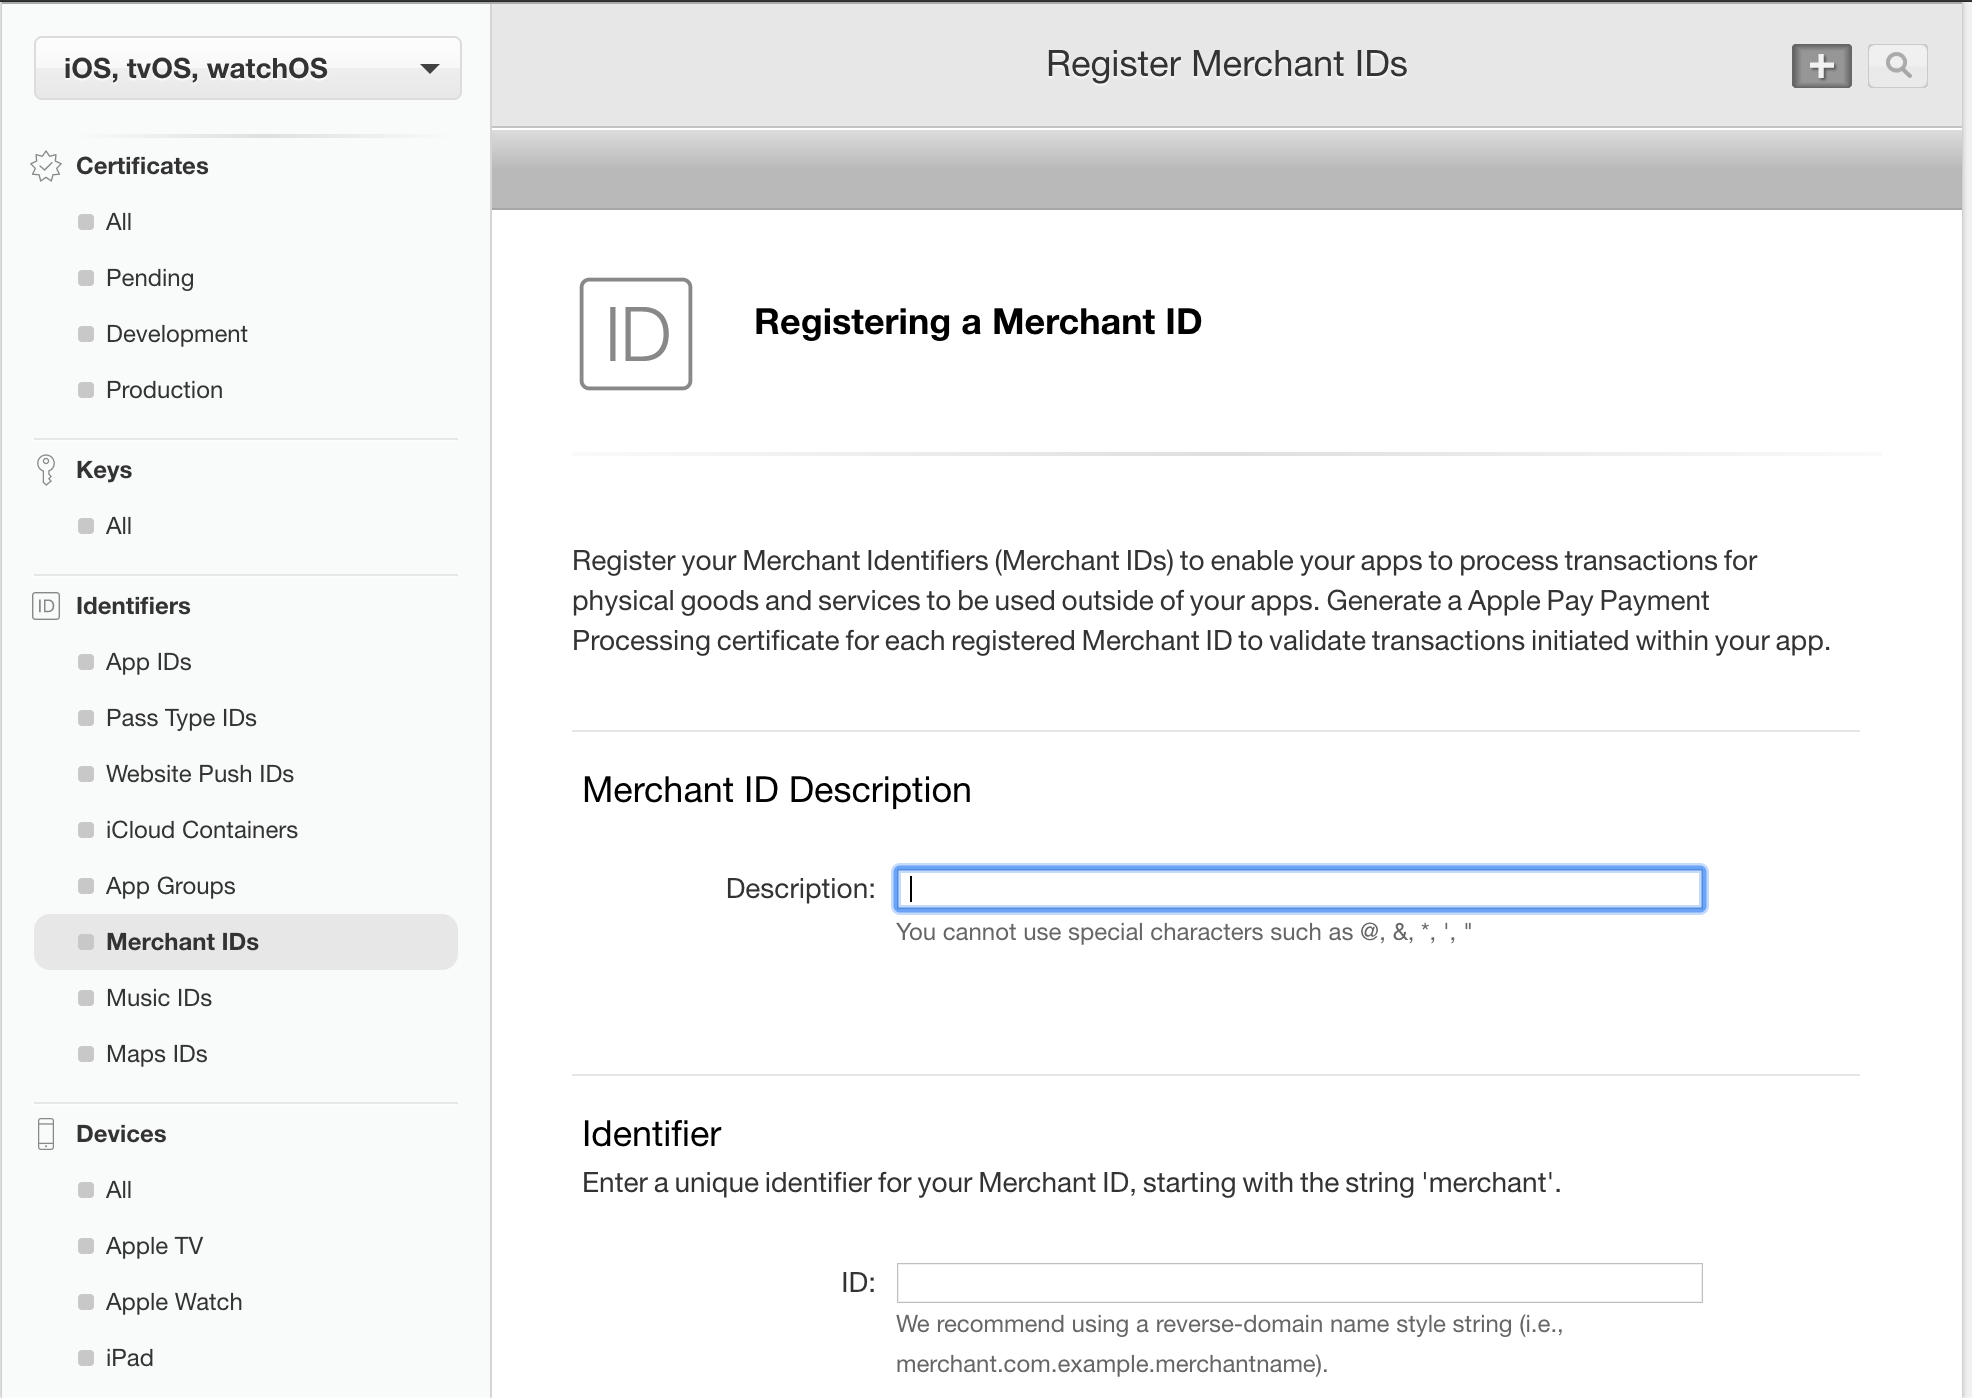 iOS, tvOS, watchOS
Certificates
All
Pending
Development
Production
Keys
All
ID
Identifiers
App IDs
Pass Type IDs
Website Push IDs
iCloud Containers
App Groups
Merchant IDs
Music IDs
Maps IDs
Devices
All
Apple TV
Apple Watch
iPad
Register Merchant IDs
ID
Registering a Merchant ID
Register your Merchant Identifiers (Merchant IDs) to enable your apps to process transactions for
physical goods and services to be used outside of your apps. Generate a Apple Pay Payment
Processing certificate for each registered Merchant ID to validate transactions initiated within your app.
Merchant ID Description
Description:
You cannot use special characters such as @, &, *, ', "
Identifier
Enter a unique identifier for your Merchant ID, starting with the string 'merchant'.
ID:
We recommend using a reverse-domain name style string (i.e.,
merchant.com.example.merchantname).